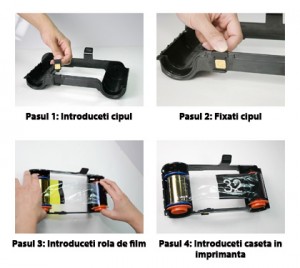 Pasul 1: Introduceti cipul
Pasul 2: Fixati cipul
32
Pasul 3: Introduceti rola de film
Pasul 4: Introduceti caseta in
imprimanta